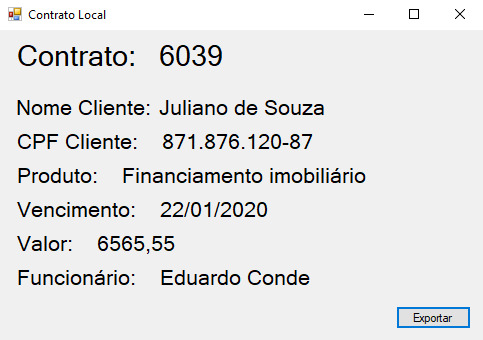 Contrato Local
Contrato: 6039
Nome Cliente: Juliano de Souza
CPF Cliente: 871.876.120-87
Produto: Financiamento imobiliário
Vencimento: 22/01/2020
Valor: 6565,55
Funcionário: Eduardo Conde
Exportar